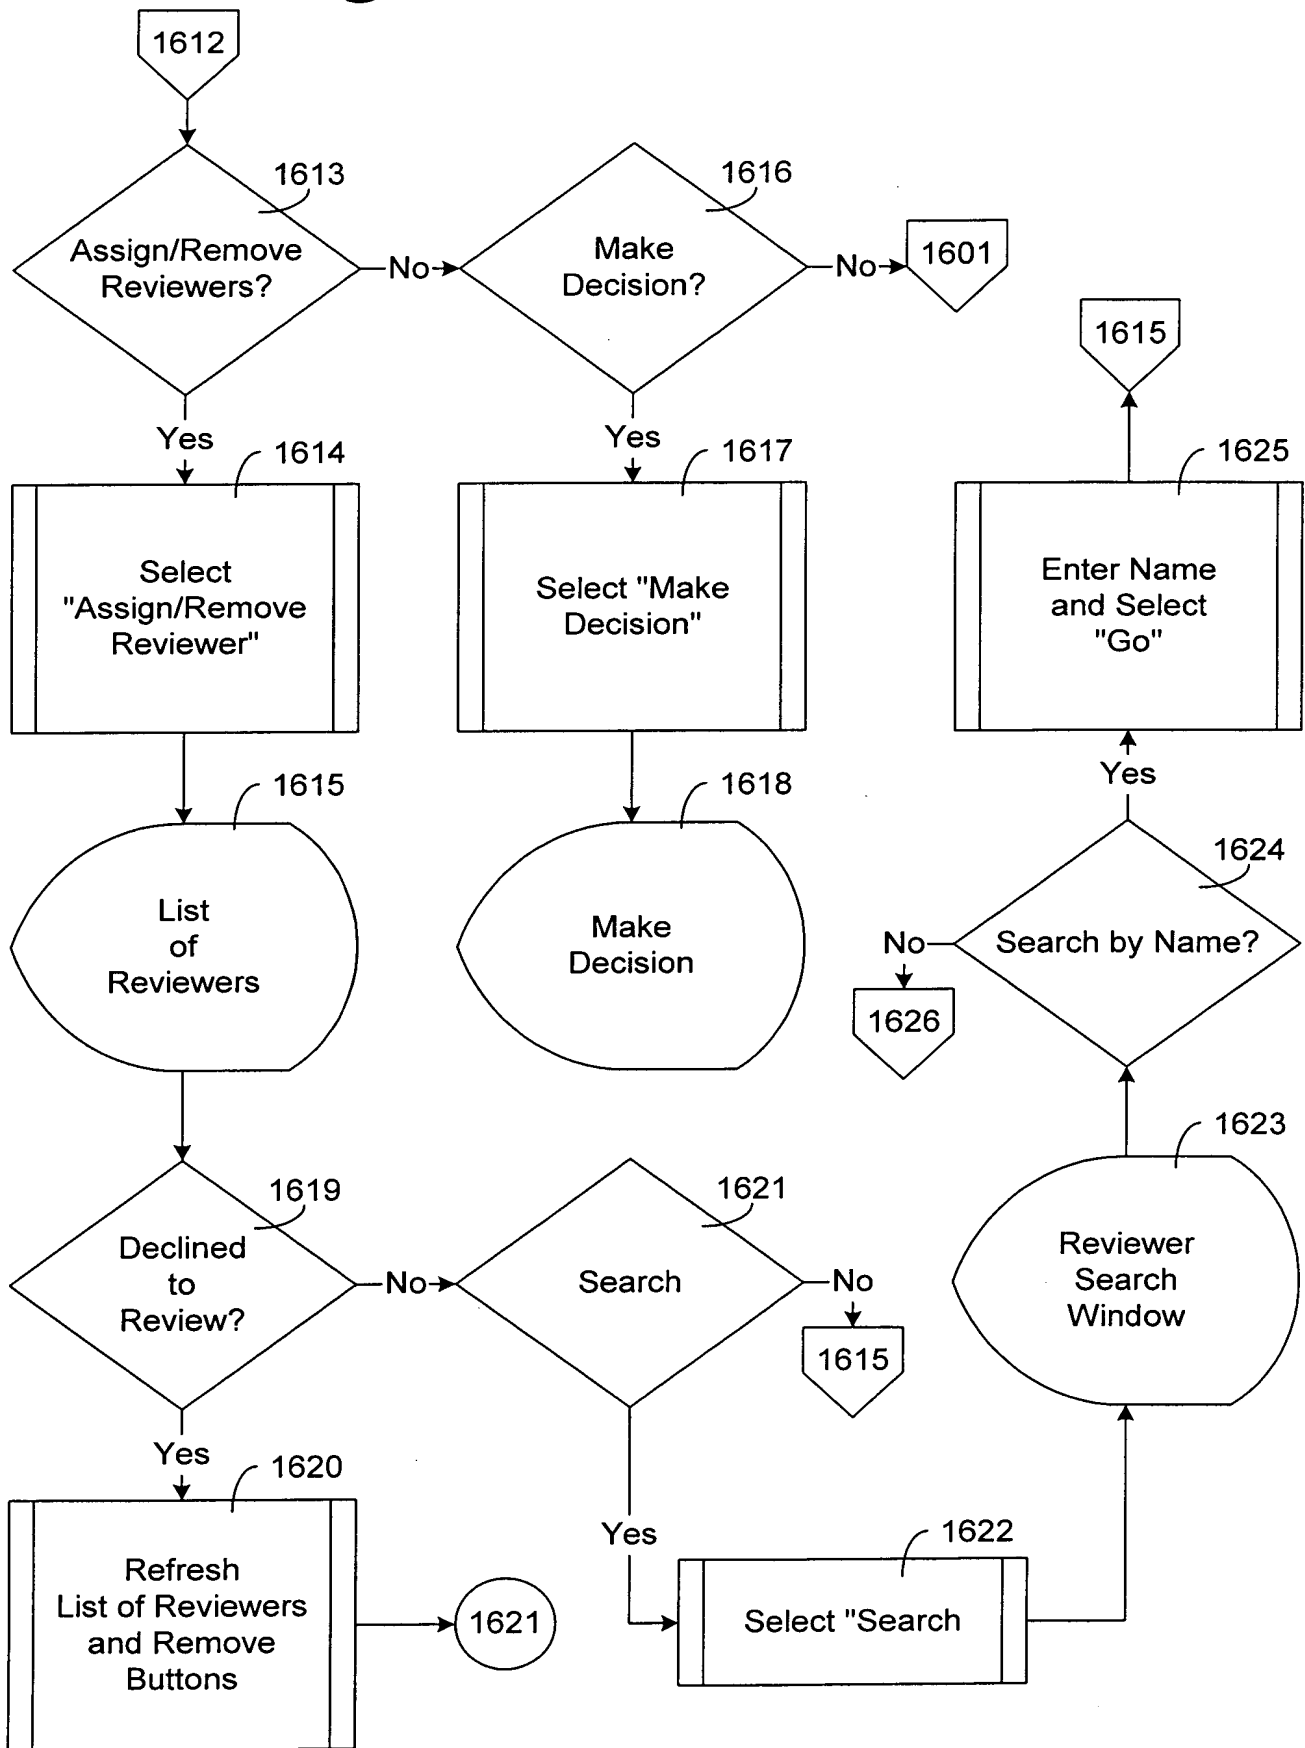 1612
1613
Assign/Remove
Reviewers?
No
1616
Make
Decision?
No
1601
Yes
1614
Select
"Assign/Remove
Reviewer"
Yes
1617
Select "Make
Decision"
1615
1625
Enter Name
and Select
"Go"
Yes
1615
List
of
Reviewers
1618
Make
Decision
1624
Search by Name?
No
1626
1619
Declined
to
Review?
No
1621
Search
No
1615
1623
Reviewer
Search
Window
Yes
1620
Refresh
List of Reviewers
and Remove
Buttons
1621
Yes
1622
Select "Search